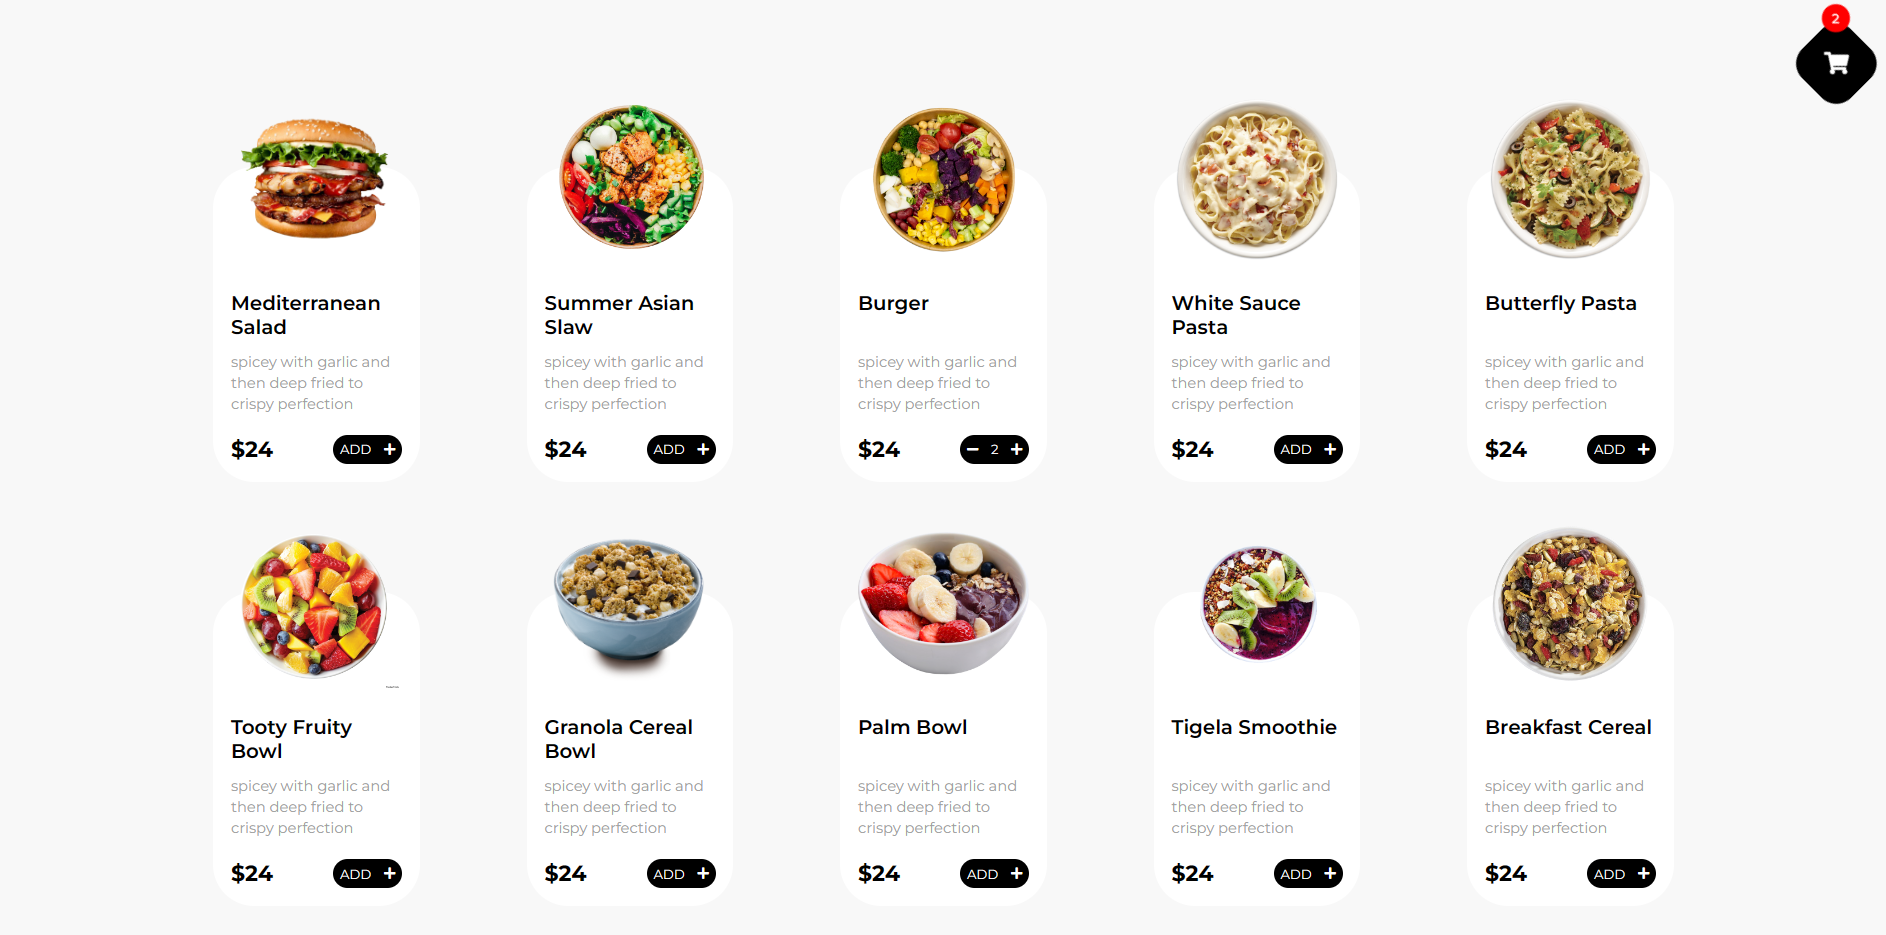 2
Mediterranean
Salad
spicey with garlic and
then deep fried to
crispy perfection
$24
ADD +
Summer Asian
Slaw
spicey with garlic and
then deep fried to
crispy perfection
$24
ADD +
Burger
spicey with garlic and
then deep fried to
crispy perfection
$24
− 2 +
White Sauce
Pasta
spicey with garlic and
then deep fried to
crispy perfection
$24
ADD +
Butterfly Pasta
spicey with garlic and
then deep fried to
crispy perfection
$24
ADD +
Tooty Fruity
Bowl
spicey with garlic and
then deep fried to
crispy perfection
$24
ADD +
Granola Cereal
Bowl
spicey with garlic and
then deep fried to
crispy perfection
$24
ADD +
Palm Bowl
spicey with garlic and
then deep fried to
crispy perfection
$24
ADD +
Tigela Smoothie
spicey with garlic and
then deep fried to
crispy perfection
$24
ADD +
Breakfast Cereal
spicey with garlic and
then deep fried to
crispy perfection
$24
ADD +